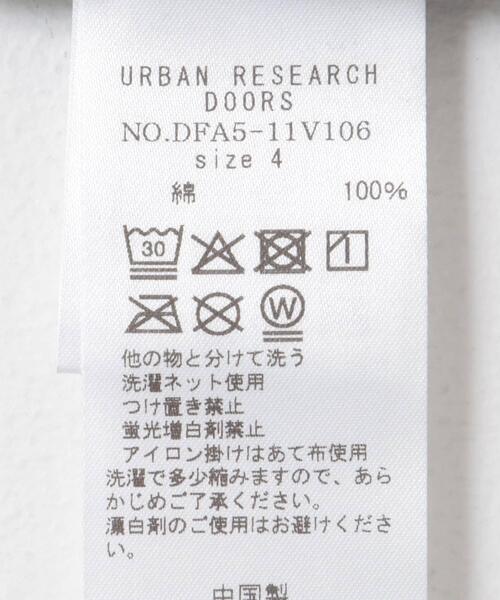 URBAN RESEARCH
DOORS
NO.DFA5-11V106
size 4
綿 100%
30
W
他の物と分けて洗う
洗濯ネット使用
つけ置き禁止
蛍光増白剤禁止
アイロン掛けはあて布使用
洗濯で多少縮みますので、あら
かじめご了承ください。
漂白剤のご使用はお避けくださ
い。
中国製